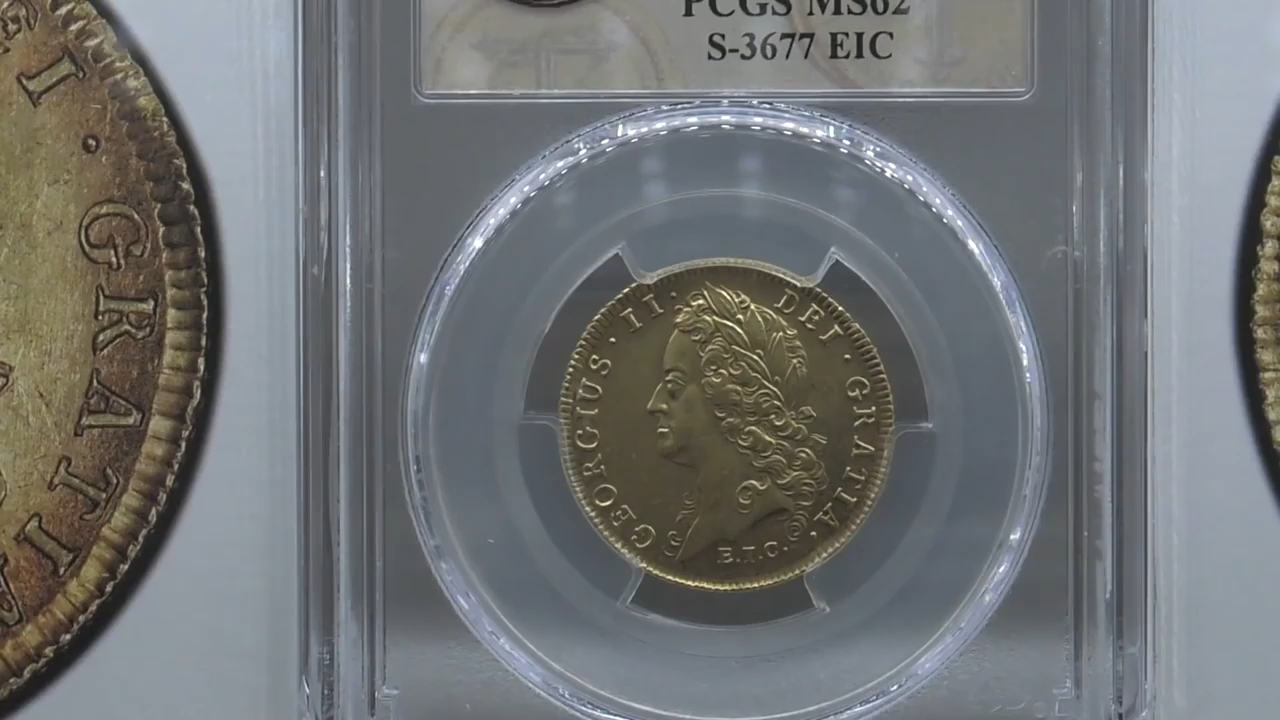 PCGS MS62
S-3677 EIC
GEORGIUS · II · DEI · GRATIA,
E.I.C.
I · GRATIA